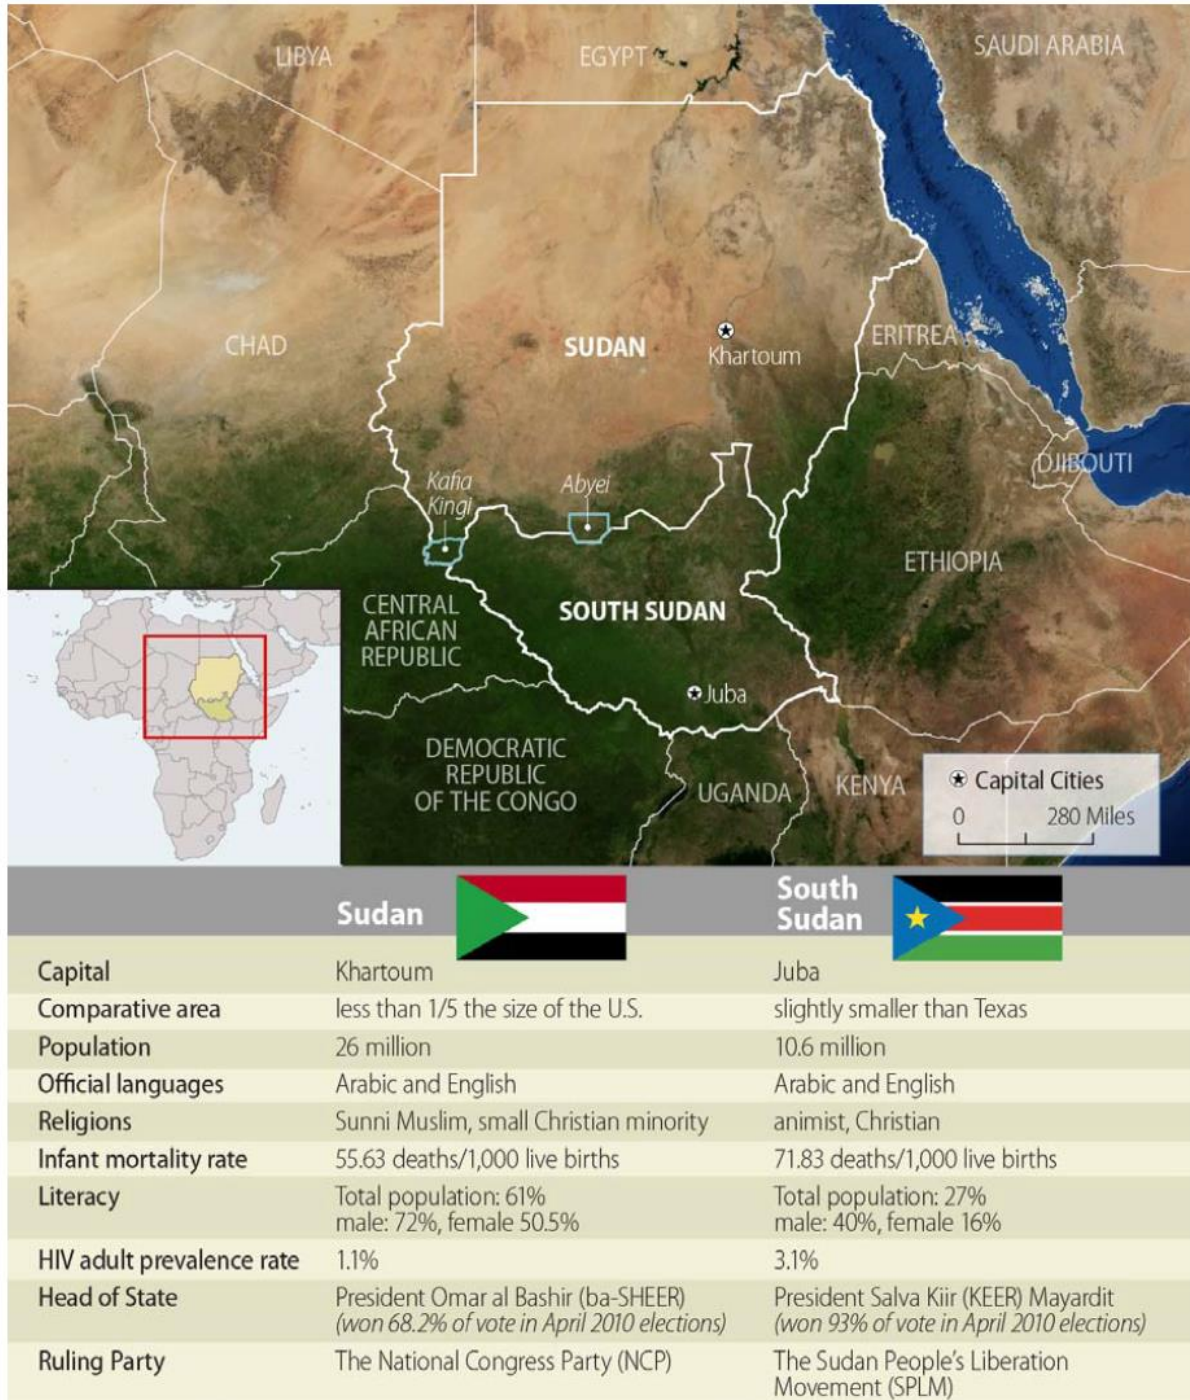 LIBYA
EGYPT
SAUDI ARABIA
CHAD
SUDAN
Khartoum
ERITREA
DJIBOUTI
Kafia
Kingi
Abyei
ETHIOPIA
CENTRAL
AFRICAN
REPUBLIC
SOUTH SUDAN
Juba
DEMOCRATIC
REPUBLIC
OF THE CONGO
UGANDA
KENYA
Capital Cities
0 280 Miles
Sudan
South
Sudan
Capital Khartoum Juba
Comparative area less than 1/5 the size of the U.S. slightly smaller than Texas
Population 26 million 10.6 million
Official languages Arabic and English Arabic and English
Religions Sunni Muslim, small Christian minority animist, Christian
Infant mortality rate 55.63 deaths/1,000 live births 71.83 deaths/1,000 live births
Literacy Total population: 61% Total population: 27%
male: 72%, female 50.5% male: 40%, female 16%
HIV adult prevalence rate 1.1% 3.1%
Head of State President Omar al Bashir (ba-SHEER) President Salva Kiir (KEER) Mayardit
(won 68.2% of vote in April 2010 elections) (won 93% of vote in April 2010 elections)
Ruling Party The National Congress Party (NCP) The Sudan People's Liberation
Movement (SPLM)